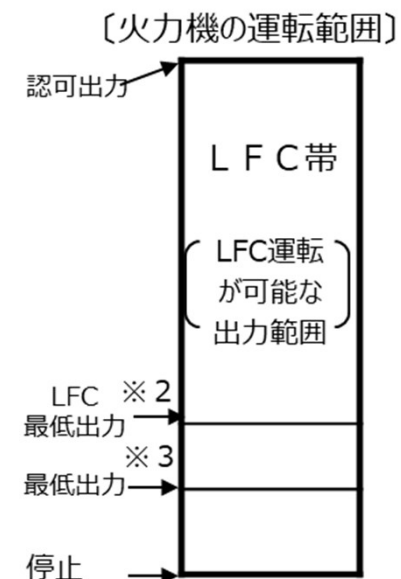 〔火力機の運転範囲〕
認可出力
ＬＦＣ帯
LFC運転
が可能な
出力範囲
LFC ※2
最低出力
※3
最低出力
停止